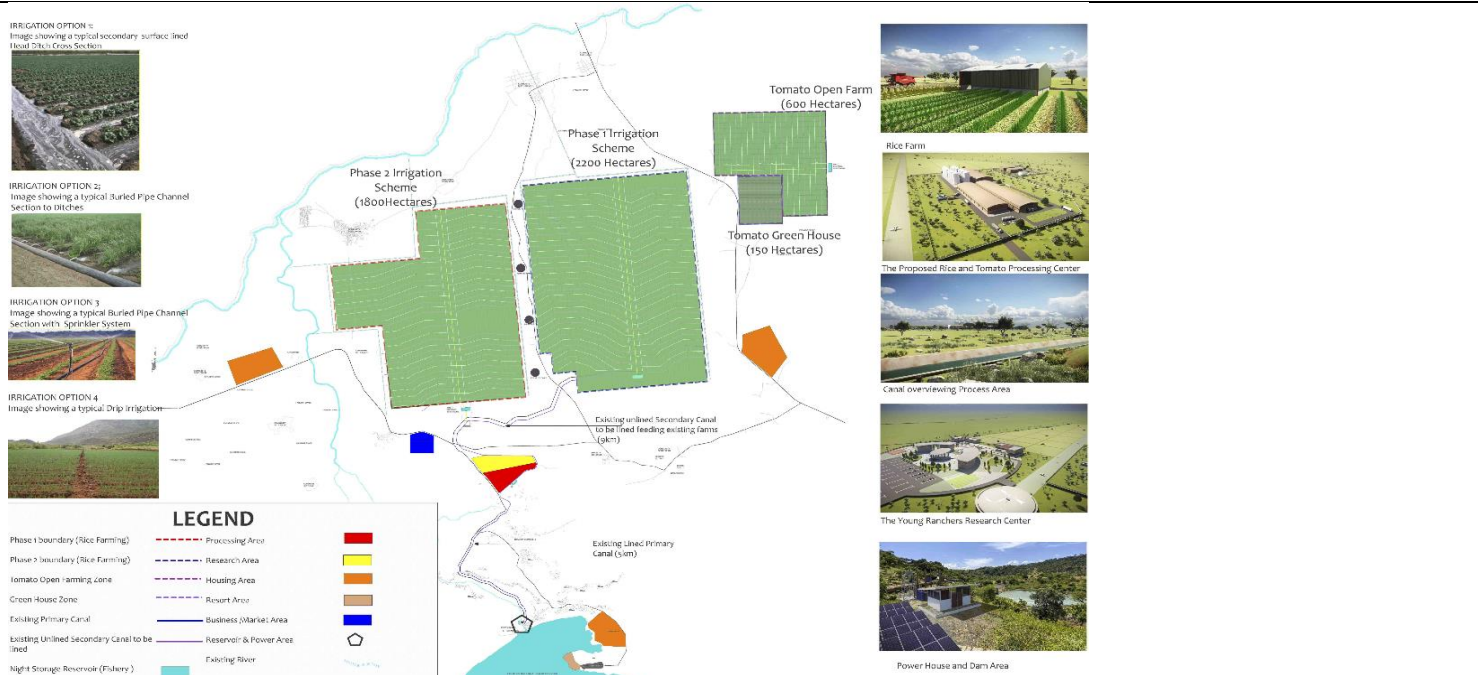 IRRIGATION OPTION 1:
Image showing a typical secondary surface lined
Head Ditch Cross Section
IRRIGATION OPTION 2;
Image showing a typical Buried Pipe Channel
Section to Ditches
IRRIGATION OPTION 3
Image showing a typical Buried Pipe Channel
Section with Sprinkler System
IRRIGATION OPTION 4
Image showing a typical Drip Irrigation
Phase 2 Irrigation
Scheme
(1800Hectares)
Phase 1 Irrigation
Scheme
(2200 Hectares)
Tomato Open Farm
(600 Hectares)
Tomato Green House
(150 Hectares)
Existing unlined Secondary Canal
to be lined feeding existing farms
(9km)
Existing Lined Primary
Canal (5km)
LEGEND
Phase 1 boundary (Rice Farming)
Phase 2 boundary (Rice Farming)
Tomato Open Farming Zone
Green House Zone
Existing Primary Canal
Existing Unlined Secondary Canal to be
lined
Night Storage Reservoir (Fishery )
Processing Area
Research Area
Housing Area
Resort Area
Business /Market Area
Reservoir & Power Area
Existing River
Rice Farm
The Proposed Rice and Tomato Processing Center
Canal overviewing Process Area
The Young Ranchers Research Center
Power House and Dam Area